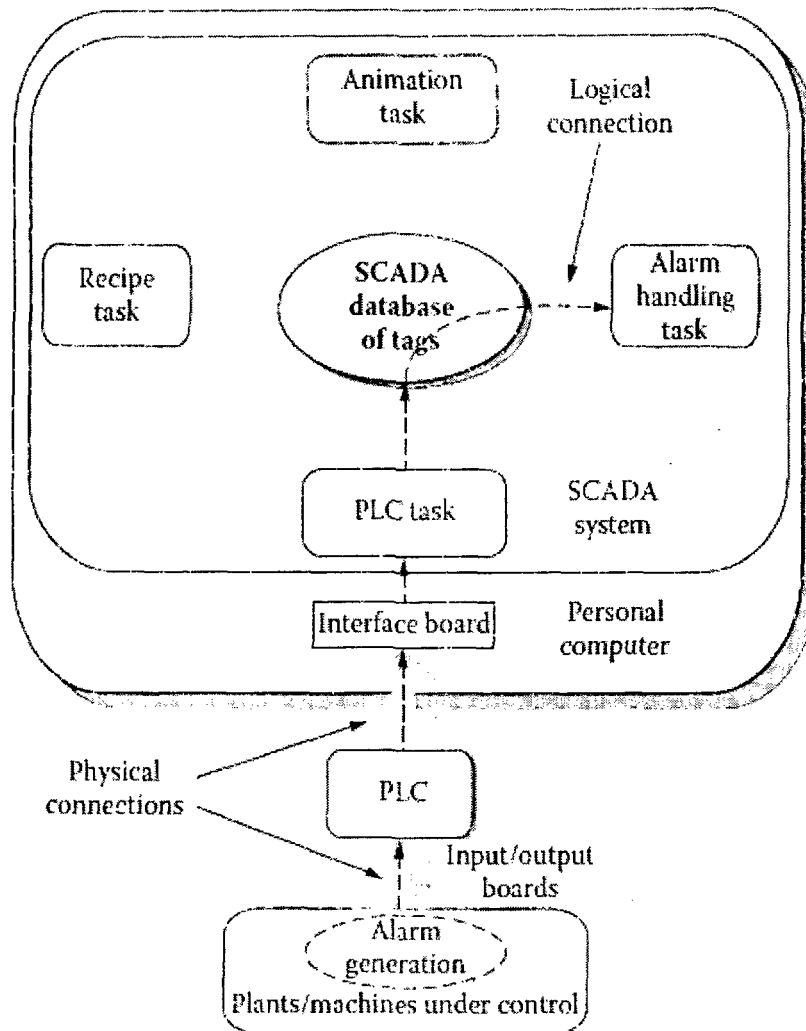 Animation
task
Logical
connection
Recipe
task
SCADA
database
of tags
Alarm
handling
task
PLC task
SCADA
system
Interface board
Personal
computer
Physical
connections
PLC
Input/output
boards
Alarm
generation
Plants/machines under control